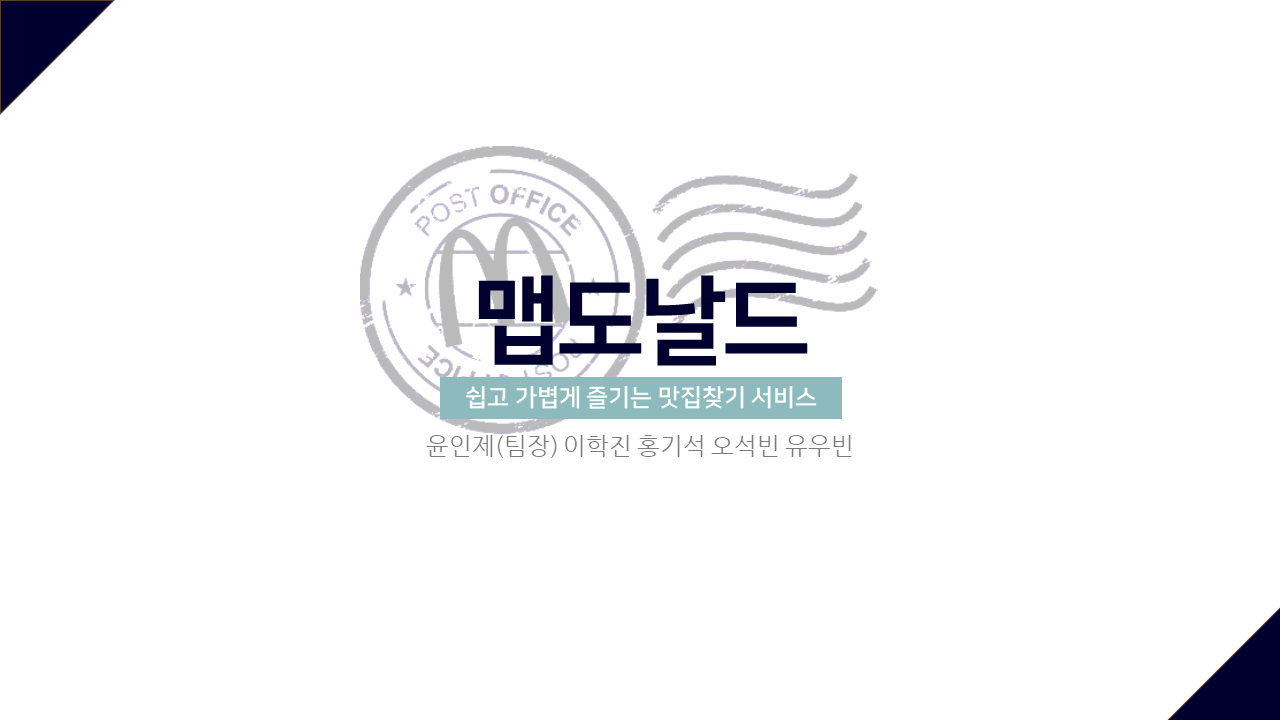 POST OFFICE
맵도날드
POST OFFICE
쉽고 가볍게 즐기는 맛집찾기 서비스
윤인제(팀장) 이학진 홍기석 오석빈 유우빈